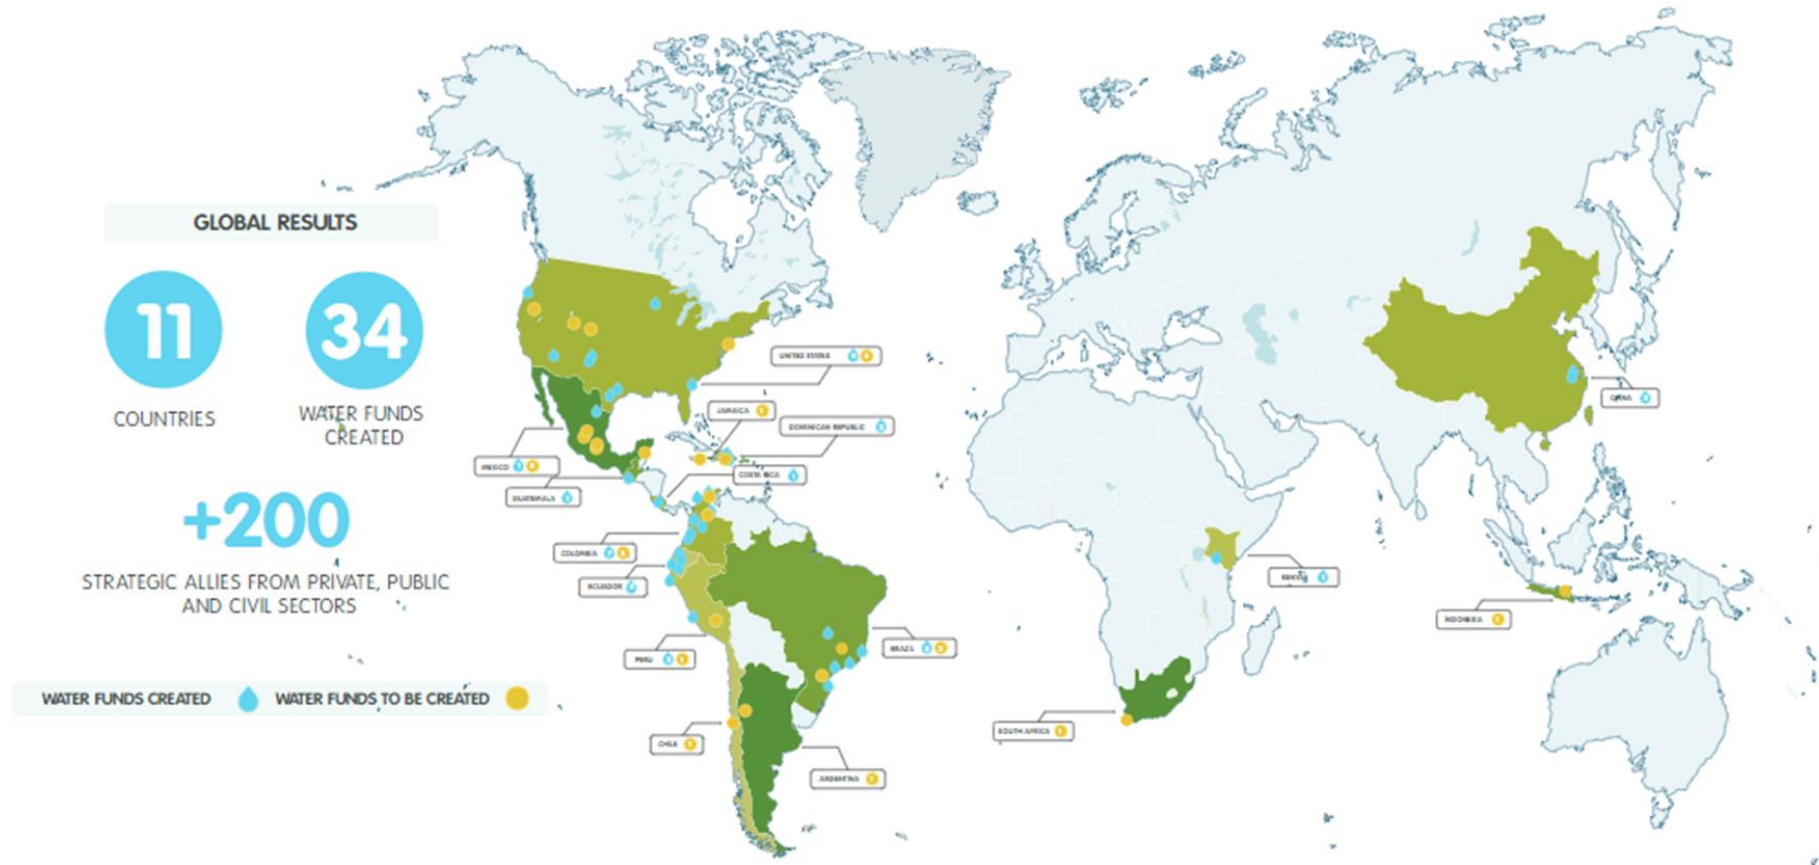 GLOBAL RESULTS
11
34
COUNTRIES
WATER FUNDS
CREATED
+200
STRATEGIC ALLIES FROM PRIVATE, PUBLIC
AND CIVIL SECTORS
WATER FUNDS CREATED
WATER FUNDS TO BE CREATED
UNITED STATES
JAMAICA
DOMINICAN REPUBLIC
MEXICO
COSTA RICA
GUATEMALA
COLOMBIA
ECUADOR
PERU
BRAZIL
CHILE
ARGENTINA
SOUTH AFRICA
KENYA
CHINA
INDONESIA